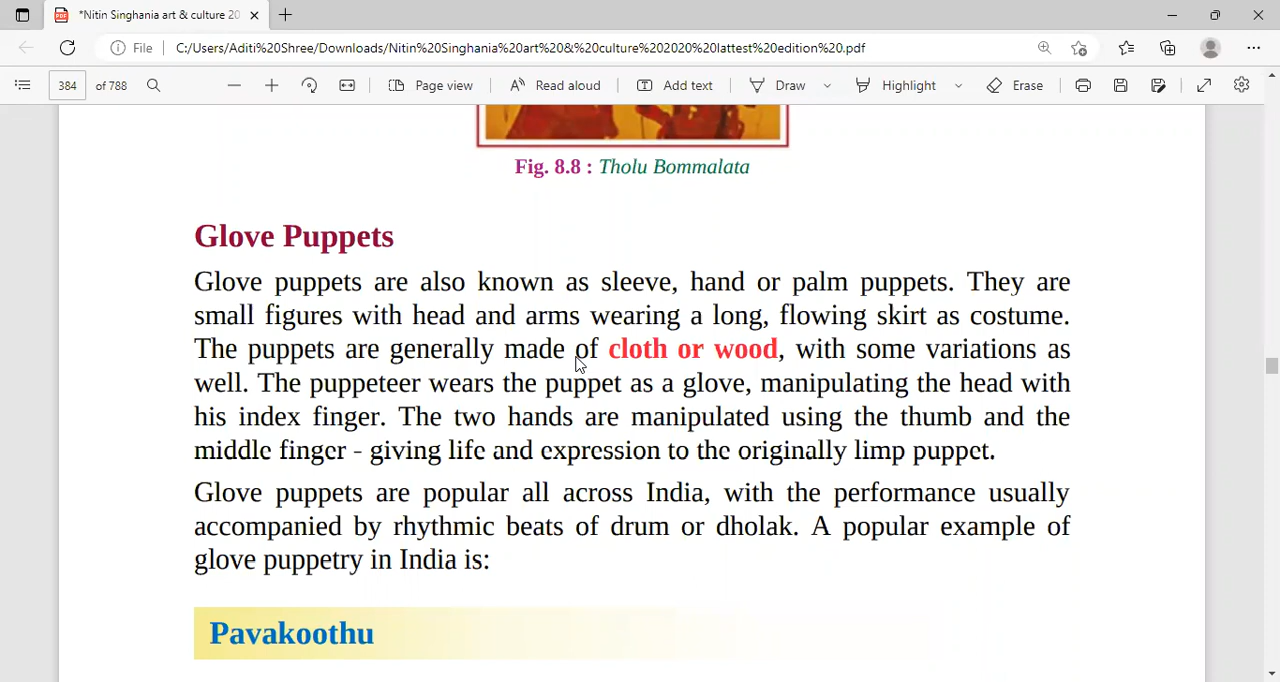 *Nitin Singhania art & culture 20
File C:/Users/Aditi%20Shree/Downloads/Nitin%20Singhania%20art%20&%20culture%202020%20lattest%20edition%20.pdf
384 of 788 Page view Read aloud Add text Draw Highlight Erase
Fig. 8.8 : Tholu Bommalata
Glove Puppets
Glove puppets are also known as sleeve, hand or palm puppets. They are
small figures with head and arms wearing a long, flowing skirt as costume.
The puppets are generally made of cloth or wood, with some variations as
well. The puppeteer wears the puppet as a glove, manipulating the head with
his index finger. The two hands are manipulated using the thumb and the
middle finger - giving life and expression to the originally limp puppet.
Glove puppets are popular all across India, with the performance usually
accompanied by rhythmic beats of drum or dholak. A popular example of
glove puppetry in India is:
Pavakoothu